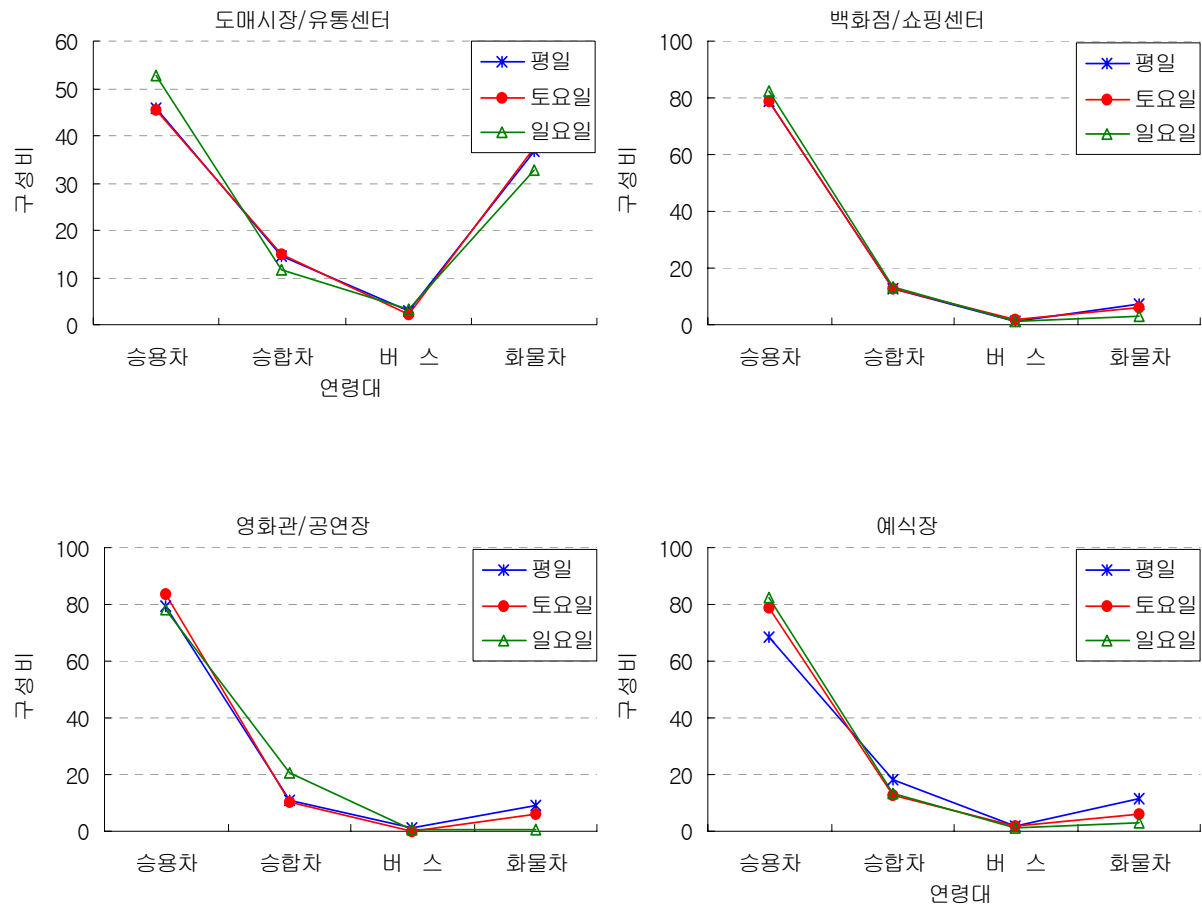 도매시장/유통센터
60
50
40
30
20
10
0
구성비
평일
토요일
일요일
승용차 승합차 버 스 화물차
연령대
백화점/쇼핑센터
100
80
60
40
20
0
구성비
평일
토요일
일요일
승용차 승합차 버 스 화물차
영화관/공연장
100
80
60
40
20
0
구성비
평일
토요일
일요일
승용차 승합차 버 스 화물차
예식장
100
80
60
40
20
0
구성비
평일
토요일
일요일
승용차 승합차 버 스 화물차
연령대